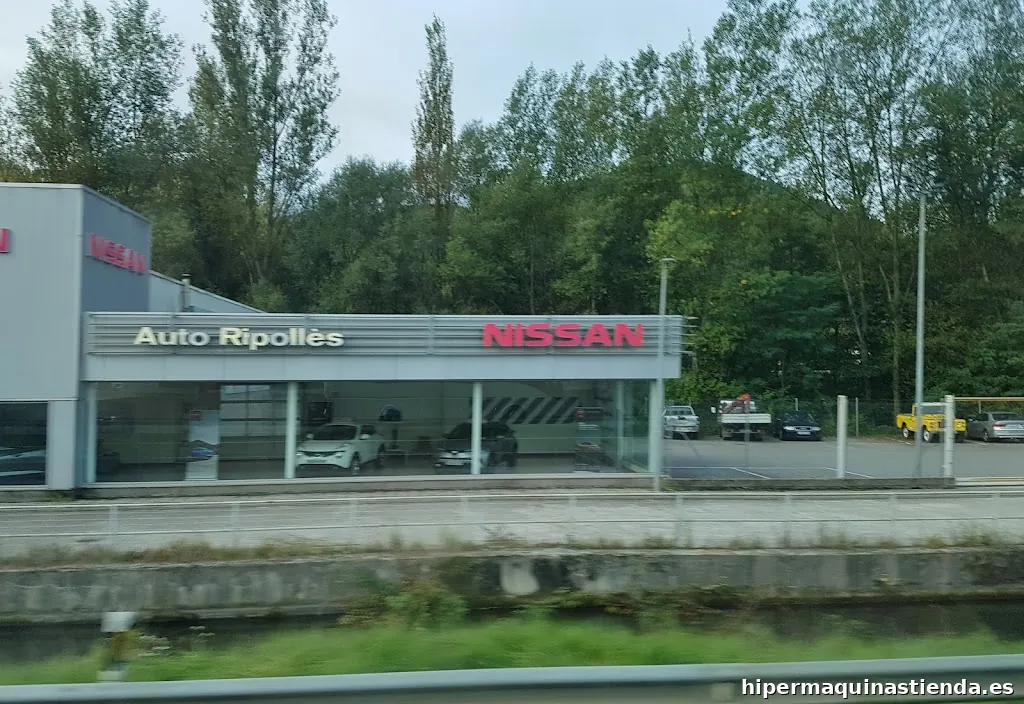 N
NISSAN
Auto Ripollès NISSAN
hipermaquinastienda.es